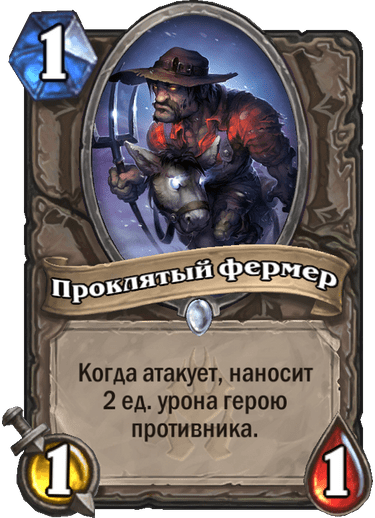 1
Проклятый фермер
Когда атакует, наносит
2 ед. урона герою
противника.
1
1